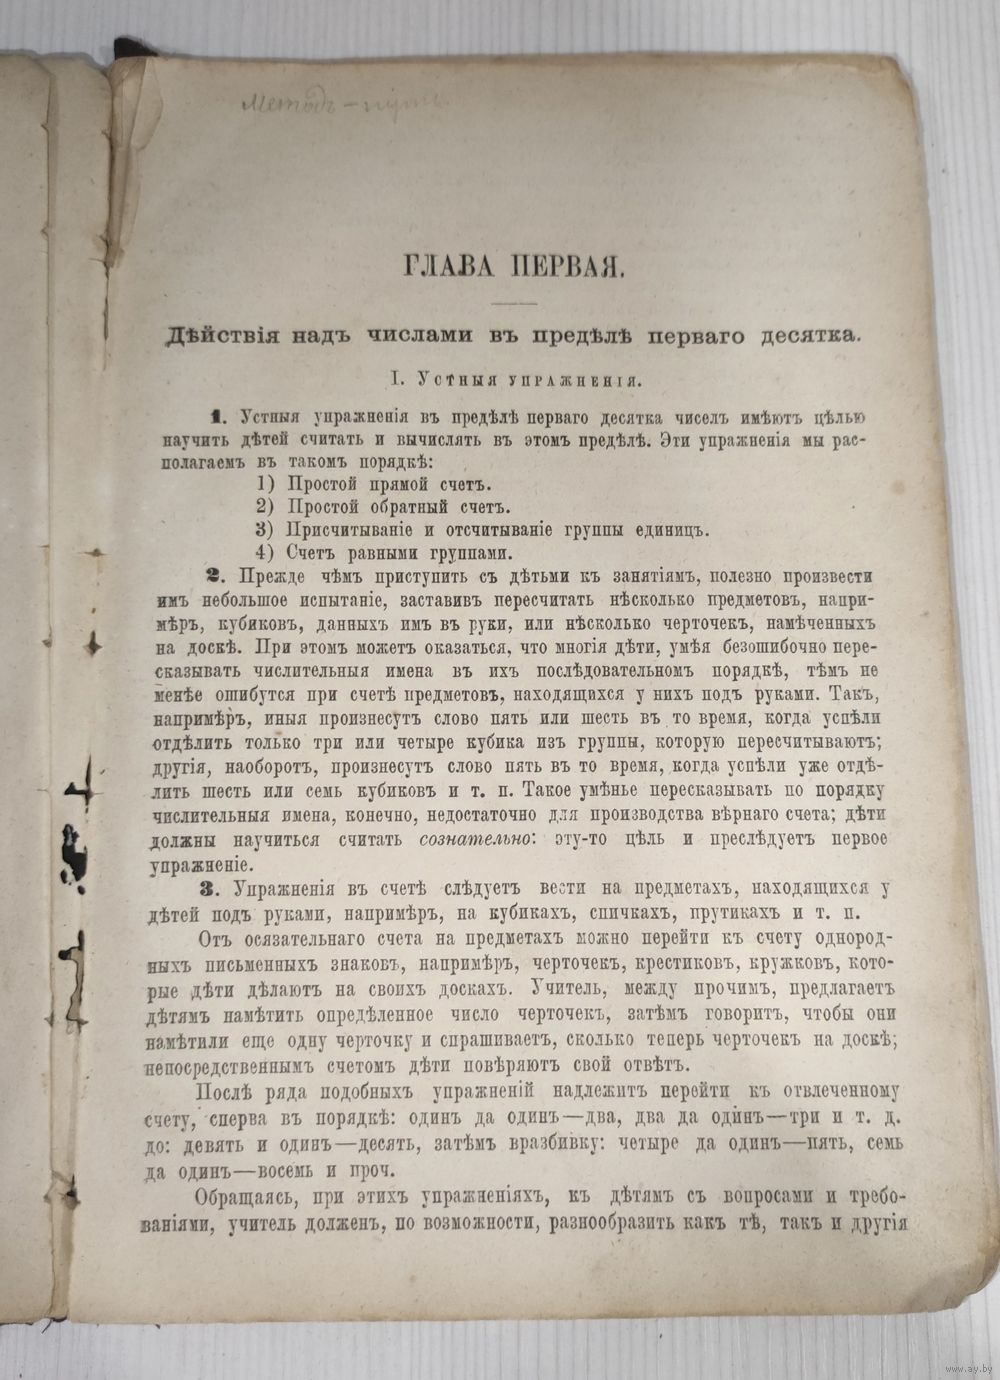 Методъ —
ГЛАВА ПЕРВАЯ.
Дѣйствія надъ числами въ предѣлѣ перваго десятка.
I. Устныя упражненія.
1. Устныя упражненія въ предѣлѣ перваго десятка чиселъ имѣютъ цѣлью
научить дѣтей считать и вычислять въ этомъ предѣлѣ. Эти упражненія мы рас-
полагаемъ въ такомъ порядкѣ:
1) Простой прямой счетъ.
2) Простой обратный счетъ.
3) Присчитываніе и отсчитываніе группы единицъ.
4) Счетъ равными группами.
2. Прежде чѣмъ приступить съ дѣтьми къ занятіямъ, полезно произвести
имъ небольшое испытаніе, заставивъ пересчитать нѣсколько предметовъ, напри-
мѣръ, кубиковъ, данныхъ имъ въ руки, или нѣсколько черточекъ, намѣченныхъ
на доскѣ. При этомъ можетъ оказаться, что многія дѣти, умѣя безошибочно пере-
сказывать числительныя имена въ ихъ послѣдовательномъ порядкѣ, тѣмъ не
менѣе ошибутся при счетѣ предметовъ, находящихся у нихъ подъ руками. Такъ,
напримѣръ, иныя произнесутъ слово пять или шесть въ то время, когда успѣли
отдѣлить только три или четыре кубика изъ группы, которую пересчитываютъ;
другія, наоборотъ, произнесутъ слово пять въ то время, когда успѣли уже отдѣ-
лить шесть или семь кубиковъ и т. п. Такое умѣнье пересказывать по порядку
числительныя имена, конечно, недостаточно для производства вѣрнаго счета; дѣти
должны научиться считать сознательно: эту-то цѣль и преслѣдуетъ первое
упражненіе.
3. Упражненія въ счетѣ слѣдуетъ вести на предметахъ, находящихся у
дѣтей подъ руками, напримѣръ, на кубикахъ, спичкахъ, прутикахъ и т. п.
Отъ осязательнаго счета на предметахъ можно перейти къ счету однород-
ныхъ письменныхъ знаковъ, напримѣръ, черточекъ, крестиковъ, кружковъ, кото-
рые дѣти дѣлаютъ на своихъ доскахъ. Учитель, между прочимъ, предлагаетъ
дѣтямъ намѣтить опредѣленное число черточекъ, затѣмъ говоритъ, чтобы они
намѣтили еще одну черточку и спрашиваетъ, сколько теперь черточекъ на доскѣ;
непосредственнымъ счетомъ дѣти повѣряютъ свой отвѣтъ.
Послѣ ряда подобныхъ упражненій надлежитъ перейти къ отвлеченному
счету, сперва въ порядкѣ: одинъ да одинъ—два, два да одинъ—три и т. д.
до: девять и одинъ—десять, затѣмъ вразбивку: четыре да одинъ—пять, семь
да одинъ—восемь и проч.
Обращаясь, при этихъ упражненіяхъ, къ дѣтямъ съ вопросами и требо-
ваніями, учитель долженъ, по возможности, разнообразить какъ тѣ, такъ и другія
www.ay.by